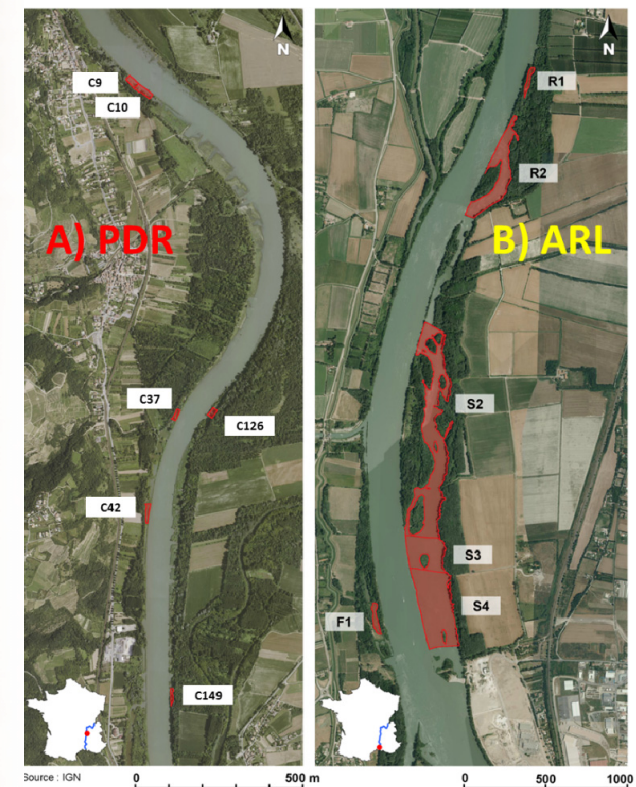 N
C9
C10
A) PDR
C37
C126
C42
C149
Source : IGN
0 500 m
N
R1
R2
B) ARL
S2
S3
F1
S4
0 500 1000